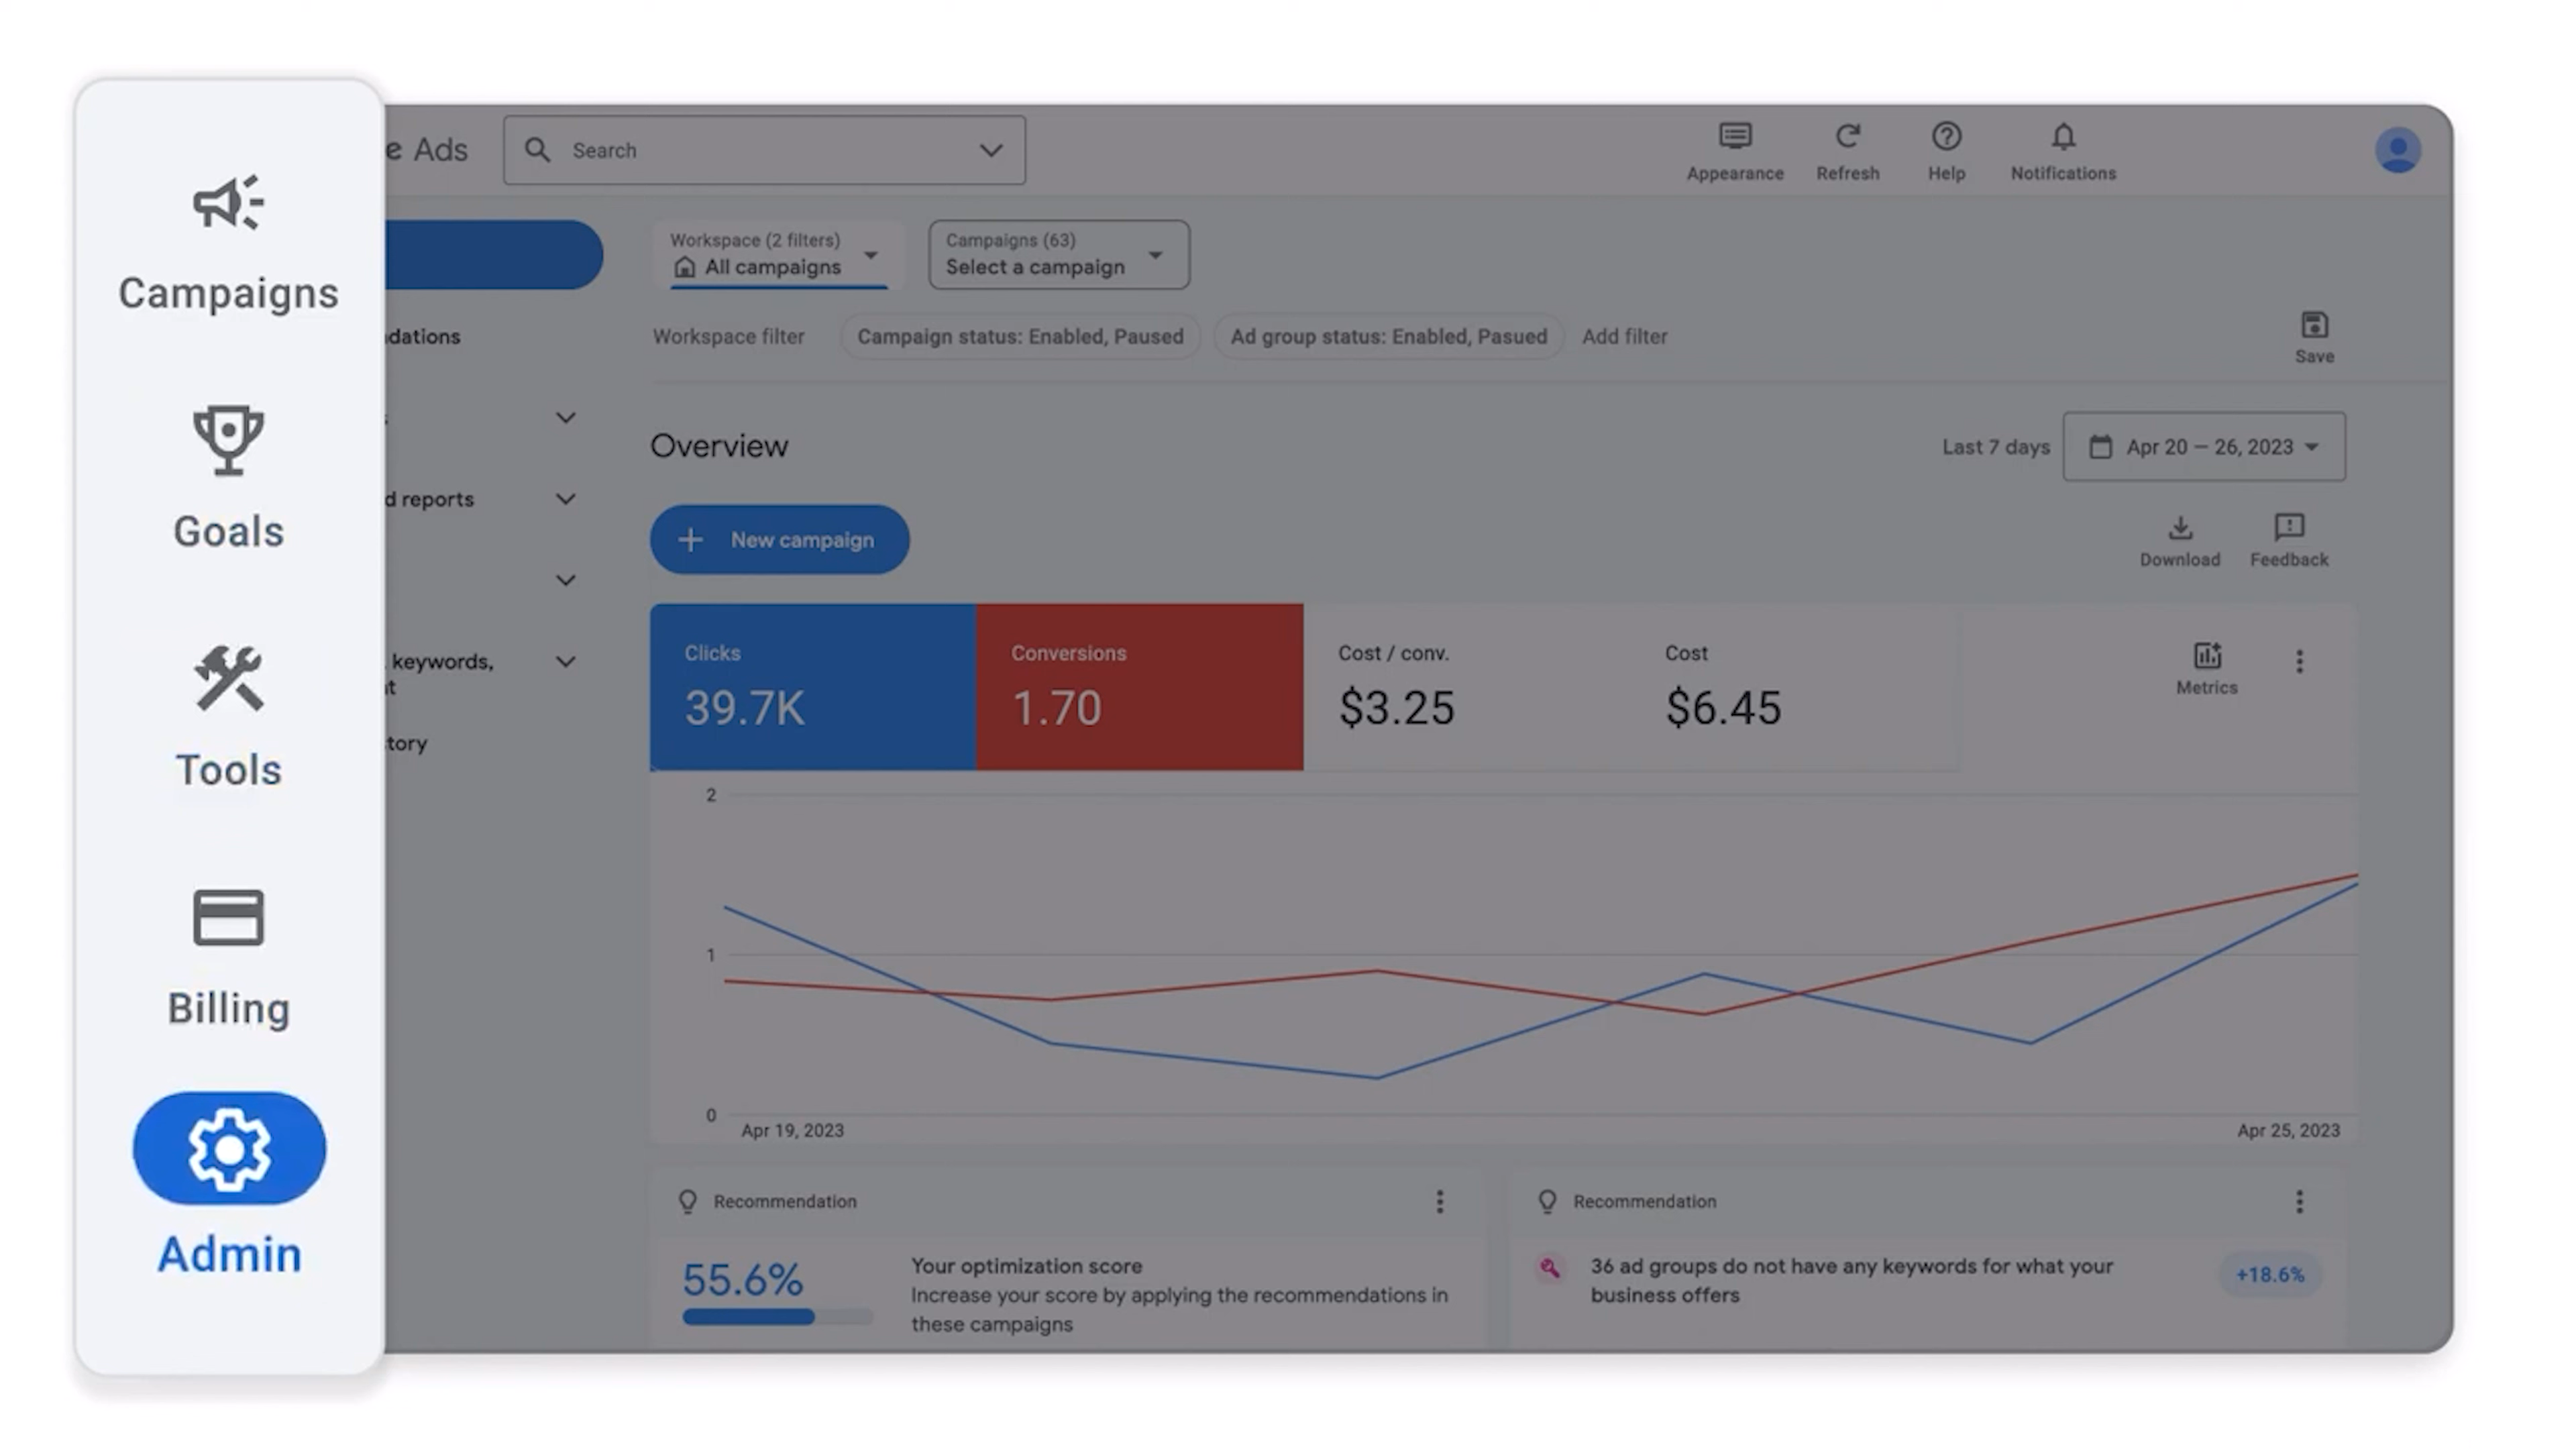 Campaigns
Goals
Tools
Billing
Admin
e Ads
Search
Appearance
Refresh
Help
Notifications
Workspace (2 filters)
All campaigns
Campaigns (63)
Select a campaign
dations
Workspace filter
Campaign status: Enabled, Paused
Ad group status: Enabled, Pasued
Add filter
Save
d reports
keywords,
t
tory
Overview
Last 7 days
Apr 20 – 26, 2023
New campaign
Download
Feedback
Clicks
39.7K
Conversions
1.70
Cost / conv.
$3.25
Cost
$6.45
Metrics
2
1
0
Apr 19, 2023
Apr 25, 2023
Recommendation
55.6%
Your optimization score
Increase your score by applying the recommendations in
these campaigns
Recommendation
36 ad groups do not have any keywords for what your
business offers
+18.6%